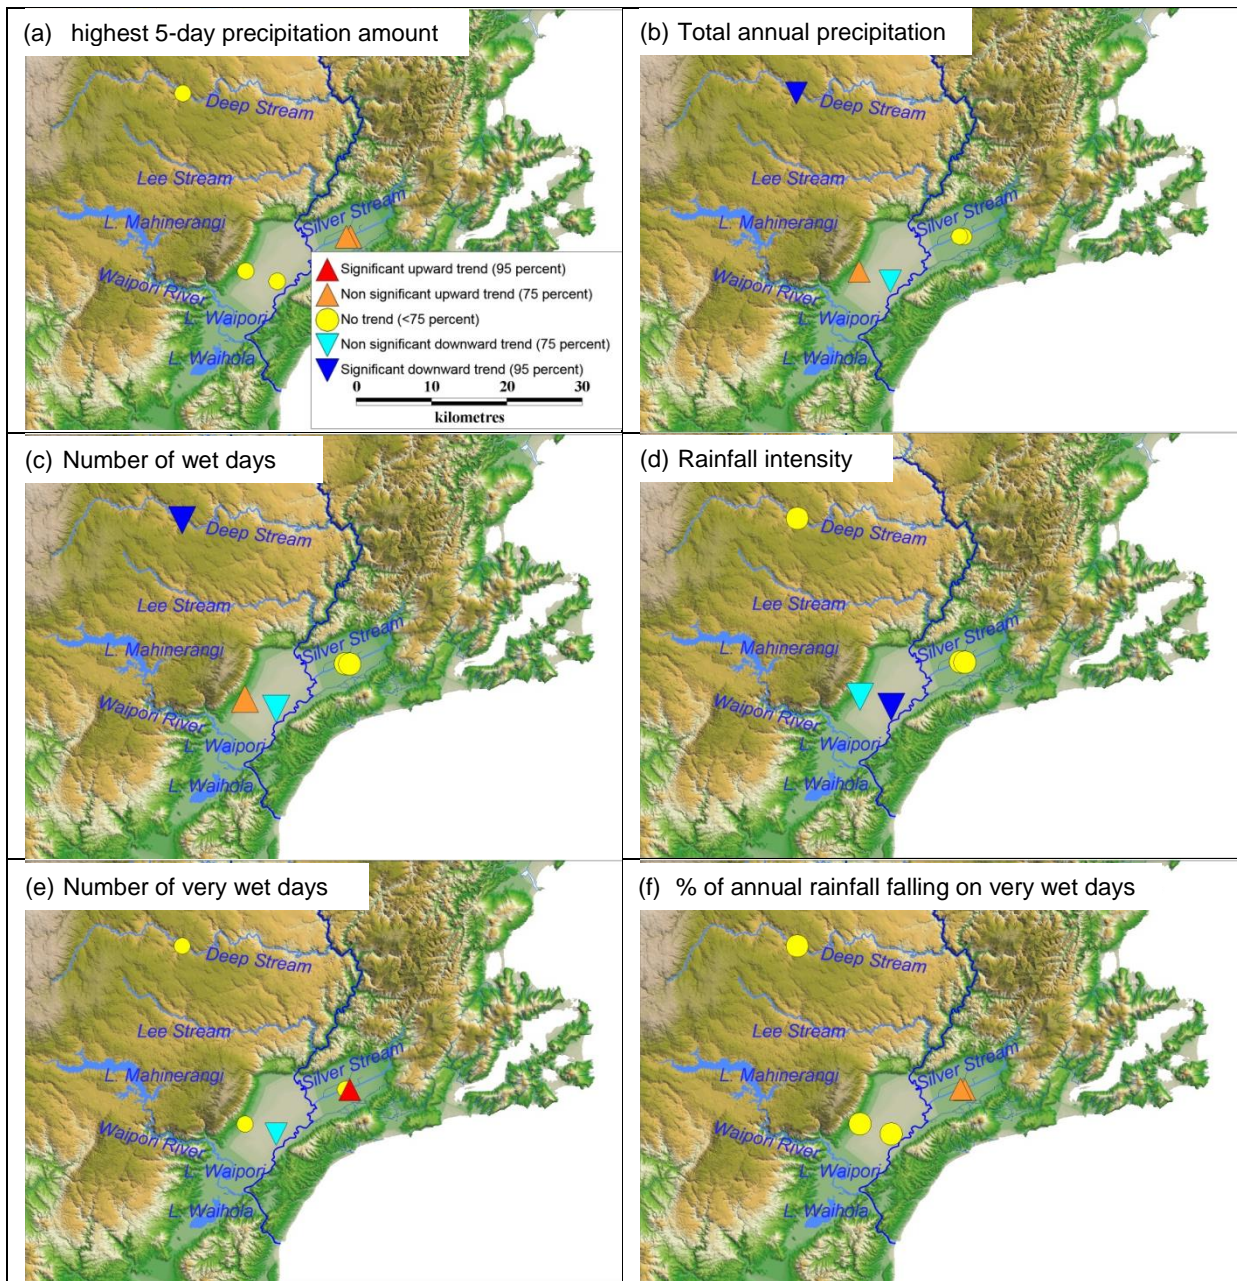 (a) highest 5-day precipitation amount
Deep Stream
Lee Stream
L. Mahinerangi
Silver Stream
Waipori River
L. Waipori
L. Waihola
Significant upward trend (95 percent)
Non significant upward trend (75 percent)
No trend (<75 percent)
Non significant downward trend (75 percent)
Significant downward trend (95 percent)
0 10 20 30
kilometres
(b) Total annual precipitation
Deep Stream
Lee Stream
L. Mahinerangi
Silver Stream
Waipori River
L. Waipori
L. Waihola
(c) Number of wet days
Deep Stream
Lee Stream
L. Mahinerangi
Silver Stream
Waipori River
L. Waipori
L. Waihola
(d) Rainfall intensity
Deep Stream
Lee Stream
L. Mahinerangi
Silver Stream
Waipori River
L. Waipori
L. Waihola
(e) Number of very wet days
Deep Stream
Lee Stream
L. Mahinerangi
Silver Stream
Waipori River
L. Waipori
L. Waihola
(f) % of annual rainfall falling on very wet days
Deep Stream
Lee Stream
L. Mahinerangi
Silver Stream
Waipori River
L. Waipori
L. Waihola